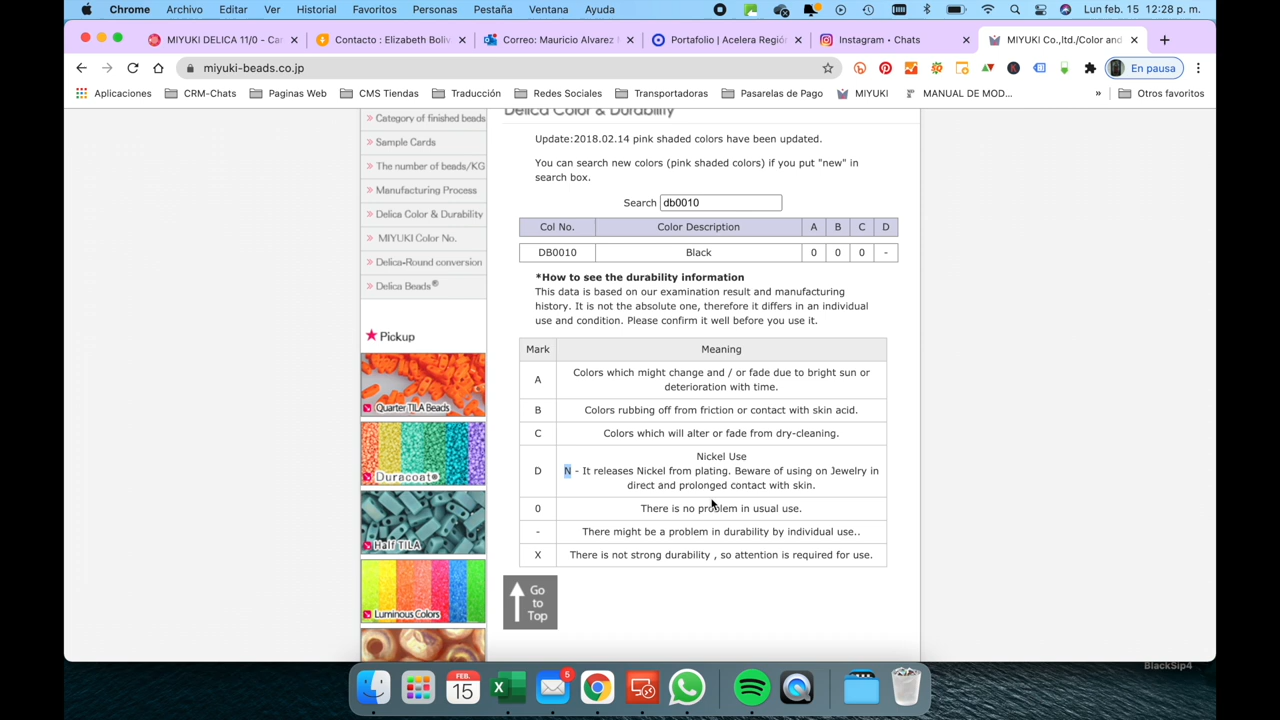 Chrome Archivo Editar Ver Historial Favoritos Personas Pestaña Ventana Ayuda Lun feb. 15 12:28 p. m.
MIYUKI DELICA 11/0 - Car × Contacto : Elizabeth Boliv × Correo: Mauricio Alvarez × Portafolio | Acelera Región × Instagram • Chats × MIYUKI Co.,ltd./Color and × +
miyuki-beads.co.jp En pausa
Aplicaciones CRM-Chats Paginas Web CMS Tiendas Traducción Redes Sociales Transportadoras Pasarelas de Pago MIYUKI MANUAL DE MOD... » Otros favoritos
Category of finished beads
Sample Cards
The number of beads/KG
Manufacturing Process
Delica Color & Durability
MIYUKI Color No.
Delica-Round conversion
Delica Beads®
Pickup
Quarter TILA Beads
Duracoat®
Half TILA
Luminous Colors
Delica Color & Durability
Update:2018.02.14 pink shaded colors have been updated.
You can search new colors (pink shaded colors) if you put "new" in
search box.
Search db0010
Col No. Color Description A B C D
DB0010 Black 0 0 0 -
*How to see the durability information
This data is based on our examination result and manufacturing
history. It is not the absolute one, therefore it differs in an individual
use and condition. Please confirm it well before you use it.
Mark Meaning
A Colors which might change and / or fade due to bright sun or
deterioration with time.
B Colors rubbing off from friction or contact with skin acid.
C Colors which will alter or fade from dry-cleaning.
Nickel Use
D N - It releases Nickel from plating. Beware of using on Jewelry in
direct and prolonged contact with skin.
0 There is no problem in usual use.
- There might be a problem in durability by individual use..
X There is not strong durability , so attention is required for use.
Go
to
Top
BlackSip4
FEB.
15
5